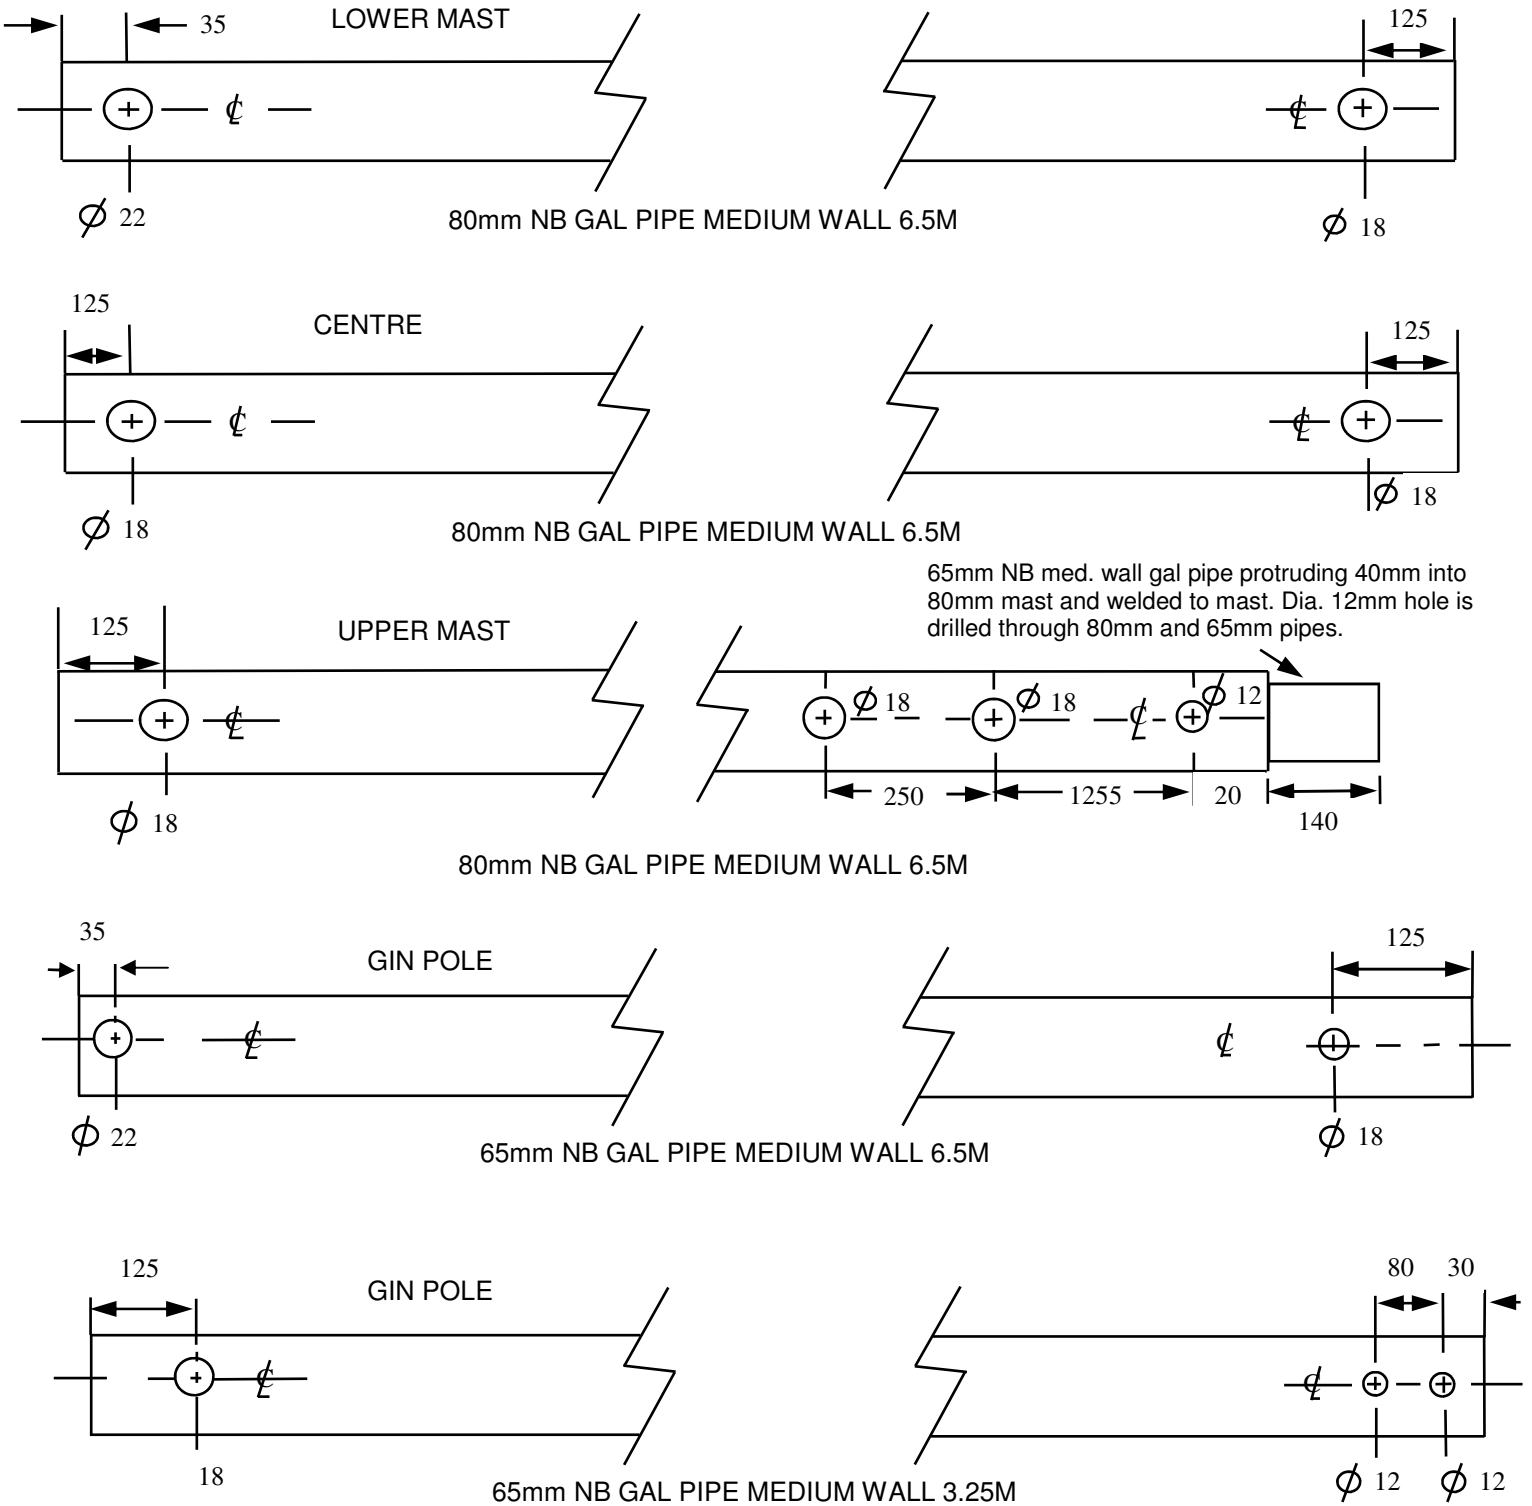 35
LOWER MAST
125
℄
℄
ϕ 22
80mm NB GAL PIPE MEDIUM WALL 6.5M
ϕ 18
125
CENTRE
125
℄
℄
ϕ 18
80mm NB GAL PIPE MEDIUM WALL 6.5M
ϕ 18
65mm NB med. wall gal pipe protruding 40mm into
80mm mast and welded to mast. Dia. 12mm hole is
drilled through 80mm and 65mm pipes.
125
UPPER MAST
℄
ϕ 18
ϕ 18
℄
ϕ 12
250
1255
20
140
ϕ 18
80mm NB GAL PIPE MEDIUM WALL 6.5M
35
GIN POLE
125
℄
℄
ϕ 22
65mm NB GAL PIPE MEDIUM WALL 6.5M
ϕ 18
125
GIN POLE
80
30
℄
℄
18
65mm NB GAL PIPE MEDIUM WALL 3.25M
ϕ 12
ϕ 12